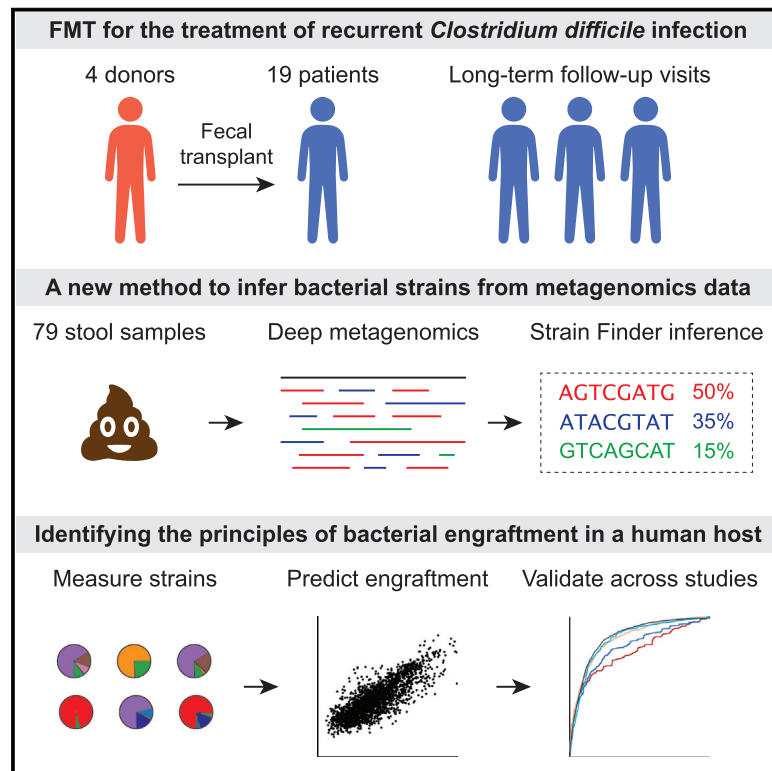 FMT for the treatment of recurrent Clostridium difficile infection
4 donors
19 patients
Long-term follow-up visits
Fecal
transplant
A new method to infer bacterial strains from metagenomics data
79 stool samples
Deep metagenomics
Strain Finder inference
AGTCGATG 50%
ATACGTAT 35%
GTCAGCAT 15%
Identifying the principles of bacterial engraftment in a human host
Measure strains
Predict engraftment
Validate across studies